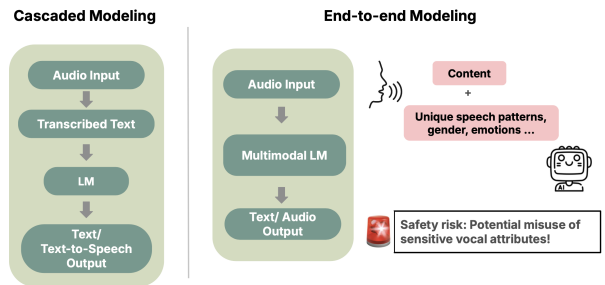 Cascaded Modeling
Audio Input
Transcribed Text
LM
Text/
Text-to-Speech
Output
End-to-end Modeling
Audio Input
Multimodal LM
Text/ Audio
Output
Content
+
Unique speech patterns,
gender, emotions ...
AI
Safety risk: Potential misuse of
sensitive vocal attributes!